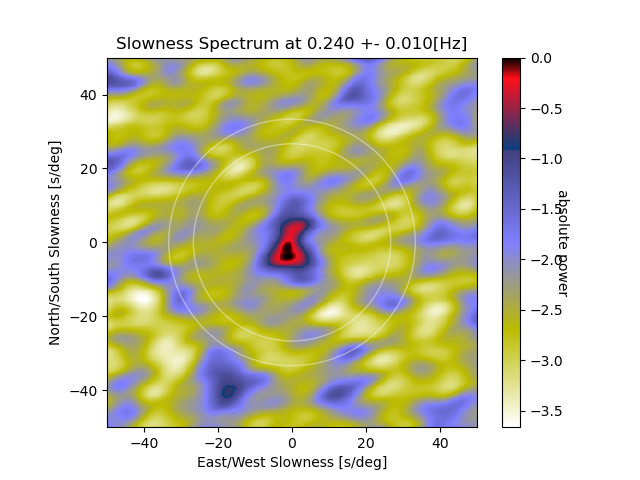 Slowness Spectrum at 0.240 +- 0.010[Hz]
40
20
0
−20
−40
North/South Slowness [s/deg]
−40 −20 0 20 40
East/West Slowness [s/deg]
0.0
−0.5
−1.0
−1.5
−2.0
−2.5
−3.0
−3.5
absolute power